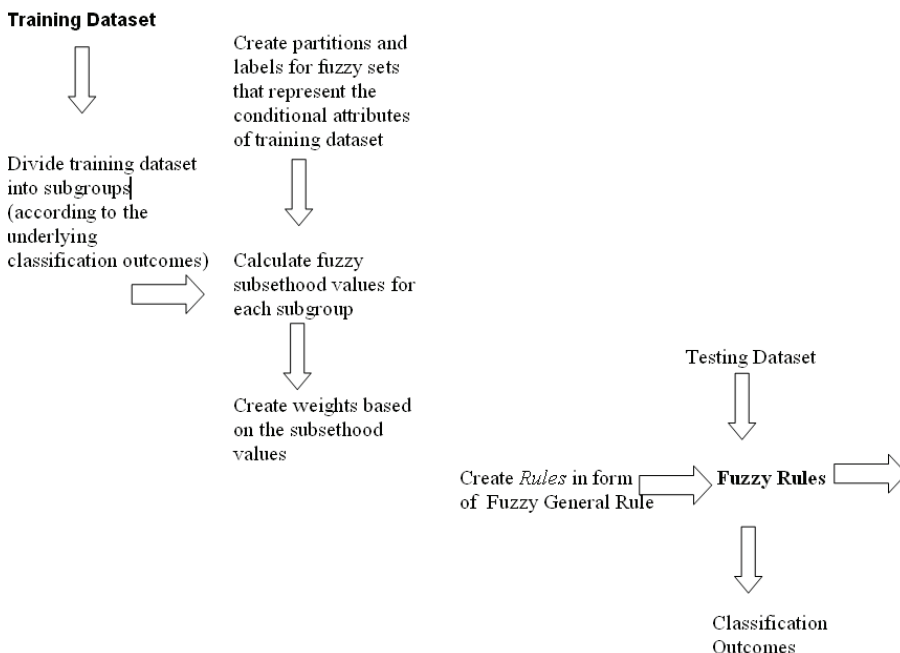 Training Dataset
Create partitions and
labels for fuzzy sets
that represent the
conditional attributes
of training dataset
Divide training dataset
into subgroups
(according to the
underlying
classification outcomes)
Calculate fuzzy
subsethood values for
each subgroup
Create weights based
on the subsethood
values
Create Rules in form
of Fuzzy General Rule
Testing Dataset
Fuzzy Rules
Classification
Outcomes